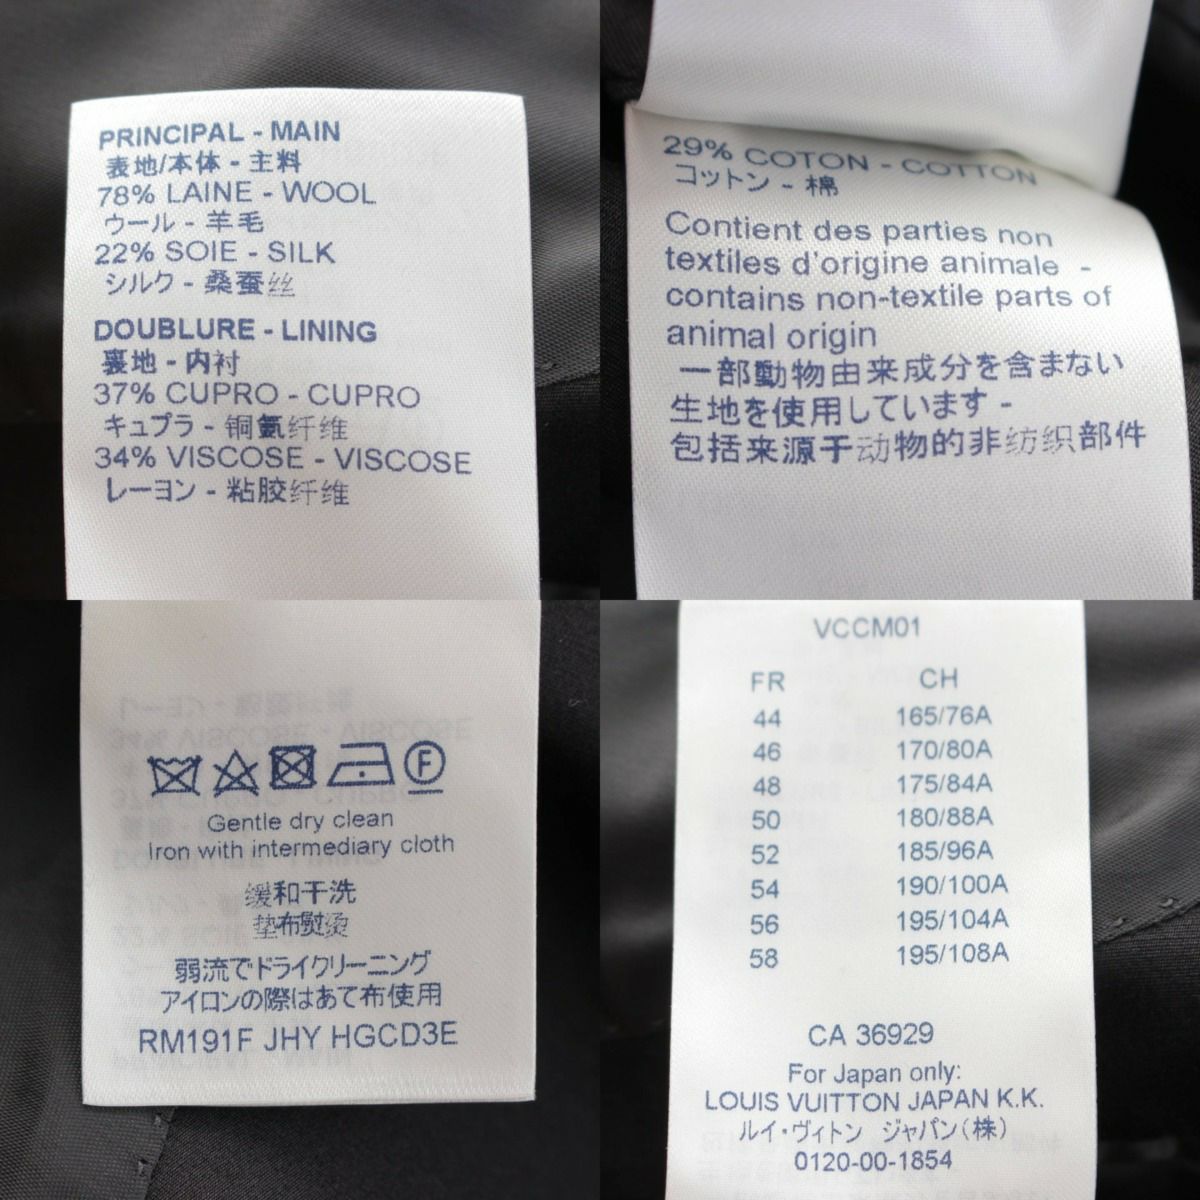 PRINCIPAL - MAIN
表地/本体 - 主料
78% LAINE - WOOL
ウール - 羊毛
22% SOIE - SILK
シルク - 桑蚕丝
DOUBLURE - LINING
裏地 - 内衬
37% CUPRO - CUPRO
キュプラ - 铜氨纤维
34% VISCOSE - VISCOSE
レーヨン - 粘胶纤维
29% COTON - COTTON
コットン - 棉
Contient des parties non
textiles d'origine animale -
contains non-textile parts of
animal origin
一部動物由来成分を含まない
生地を使用しています -
包括来源于动物的非纺织部件
F
Gentle dry clean
Iron with intermediary cloth
缓和干洗
垫布熨烫
弱流でドライクリーニング
アイロンの際はあて布使用
RM191F JHY HGCD3E
VCCM01
FR CH
44 165/76A
46 170/80A
48 175/84A
50 180/88A
52 185/96A
54 190/100A
56 195/104A
58 195/108A
CA 36929
For Japan only:
LOUIS VUITTON JAPAN K.K.
ルイ・ヴィトン ジャパン(株)
0120-00-1854